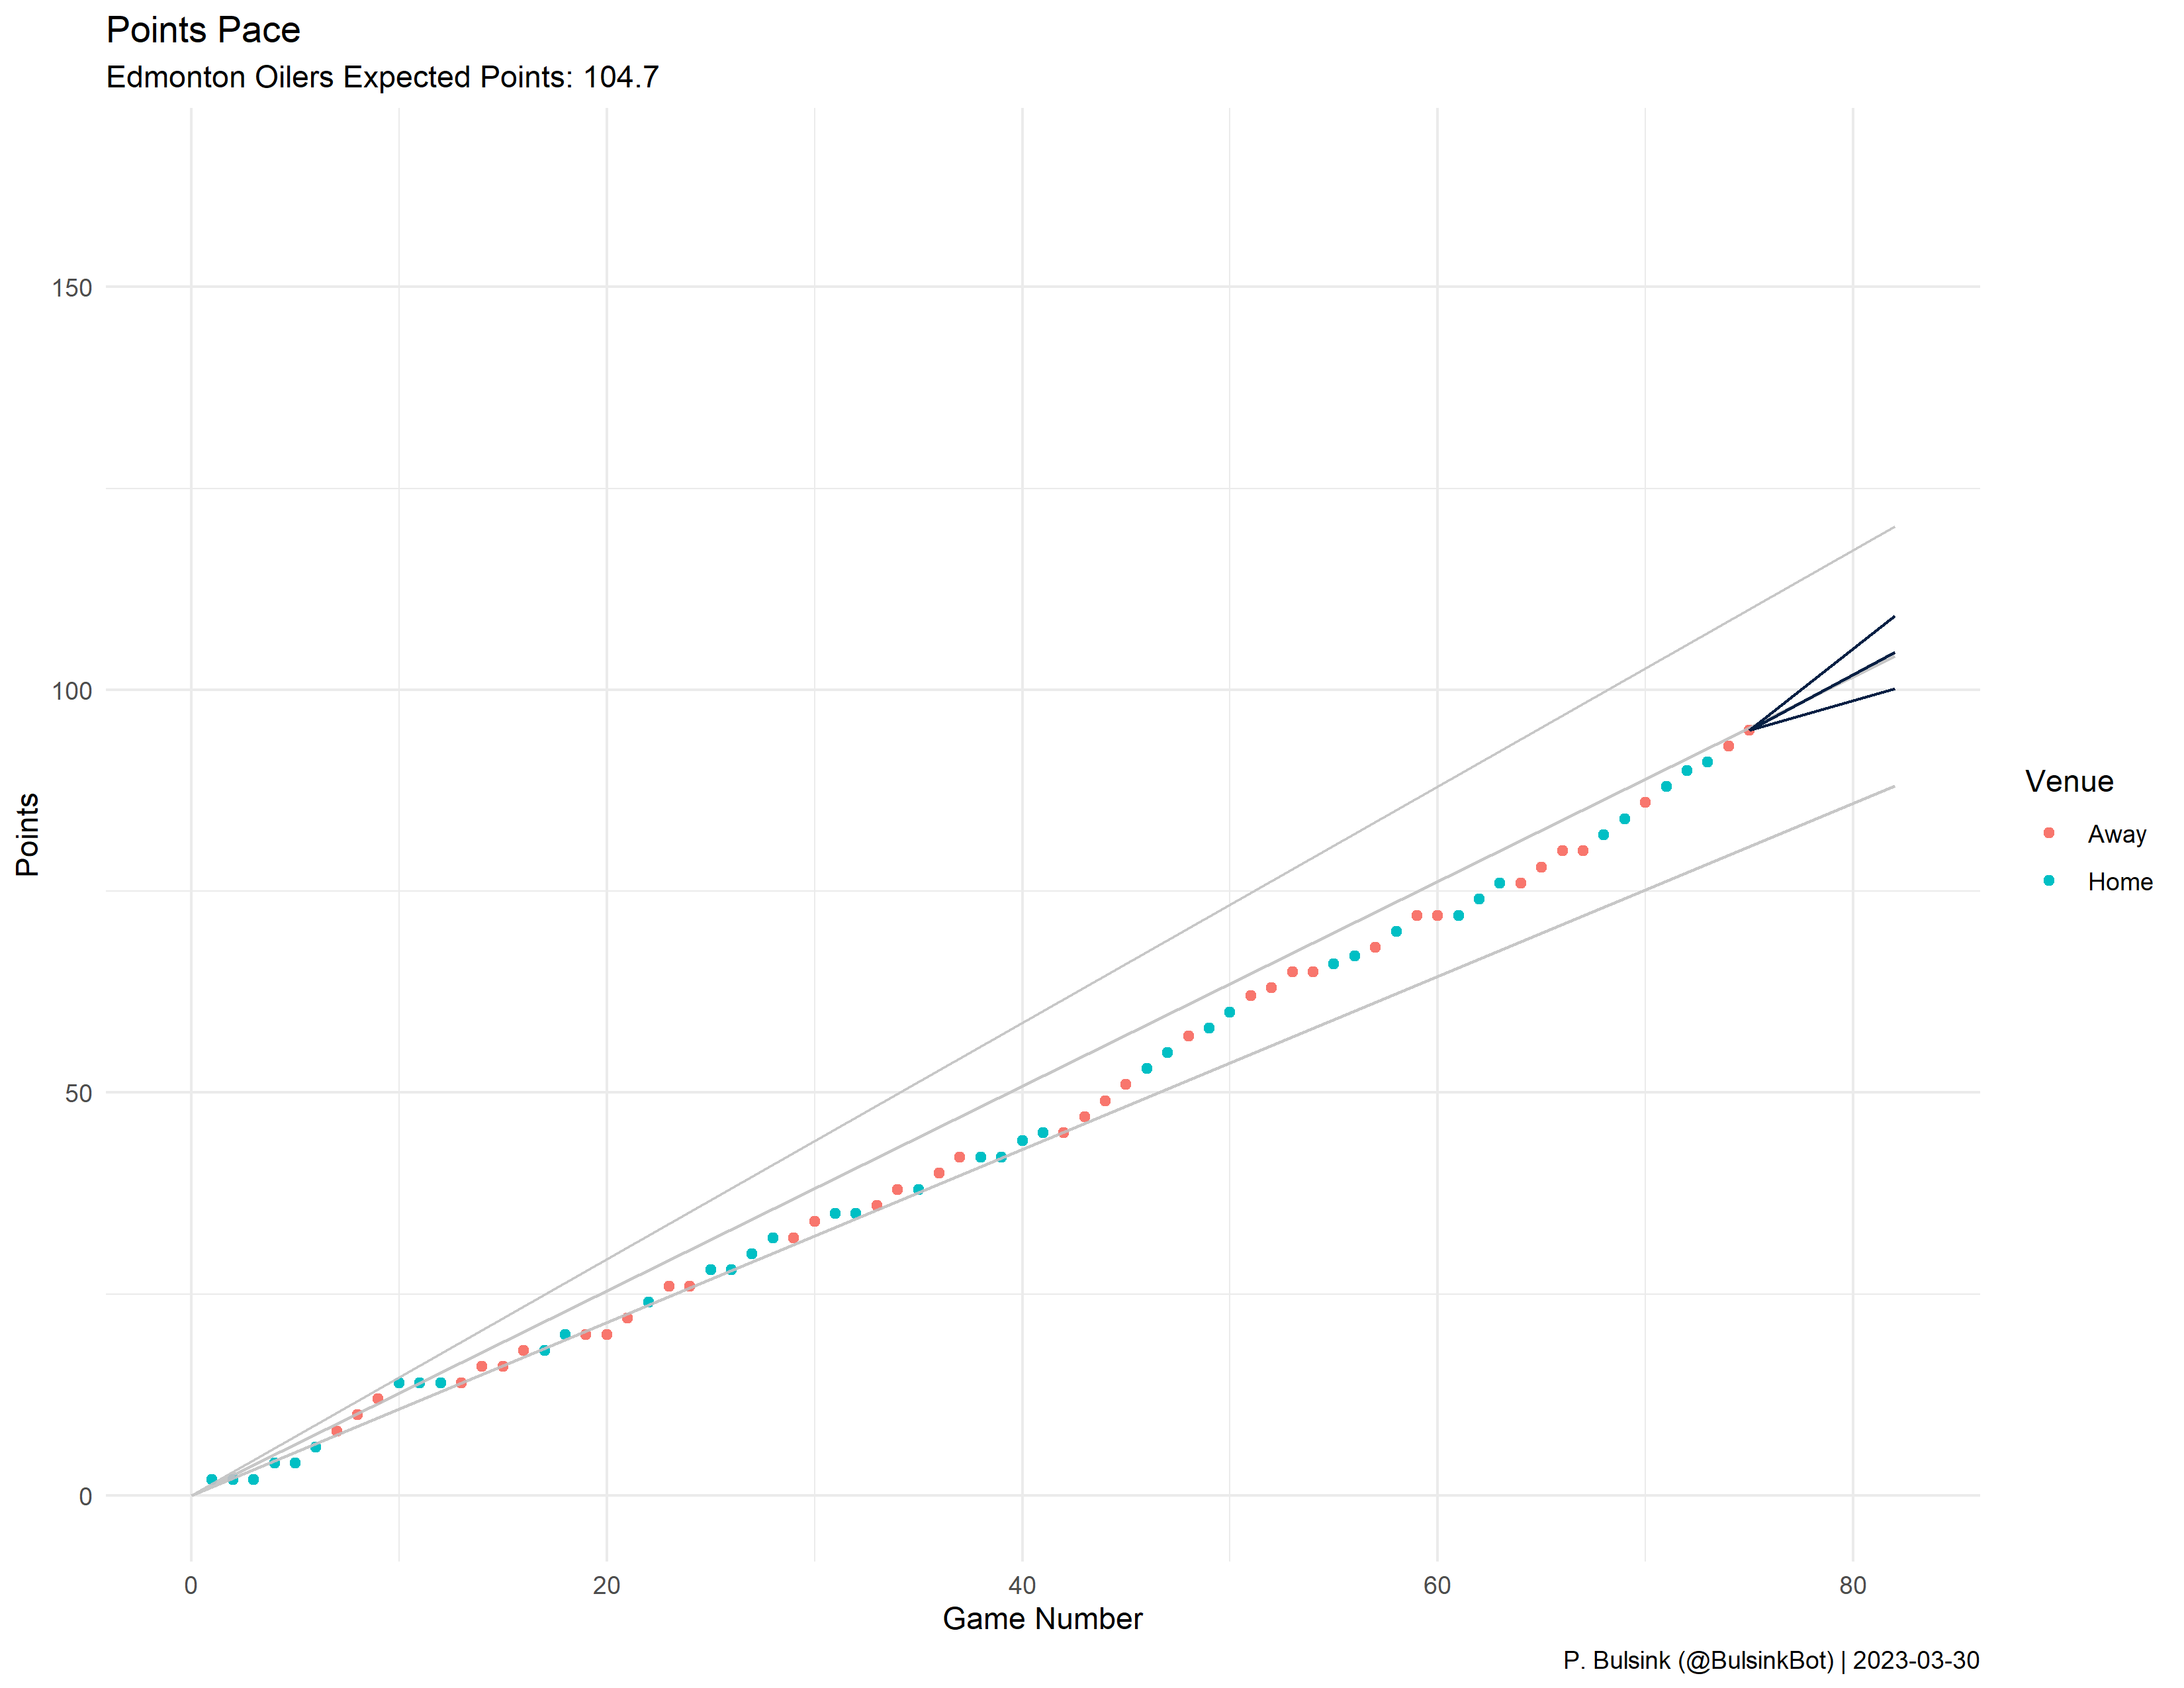 Points Pace
Edmonton Oilers Expected Points: 104.7
150
100
50
0
Points
0 20 40 60 80
Game Number
Venue
Away
Home
P. Bulsink (@BulsinkBot) | 2023-03-30